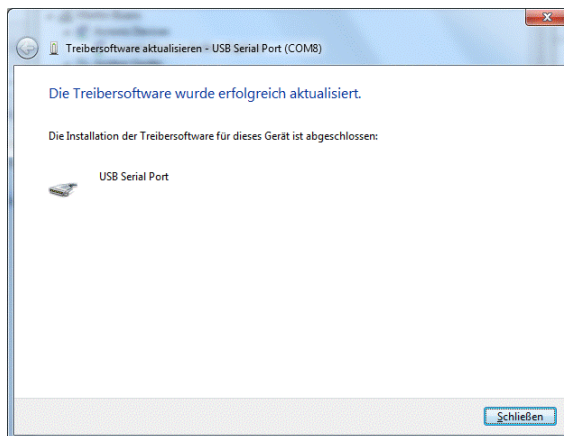 Treibersoftware aktualisieren - USB Serial Port (COM8)
Die Treibersoftware wurde erfolgreich aktualisiert.
Die Installation der Treibersoftware für dieses Gerät ist abgeschlossen:
USB Serial Port
Schließen